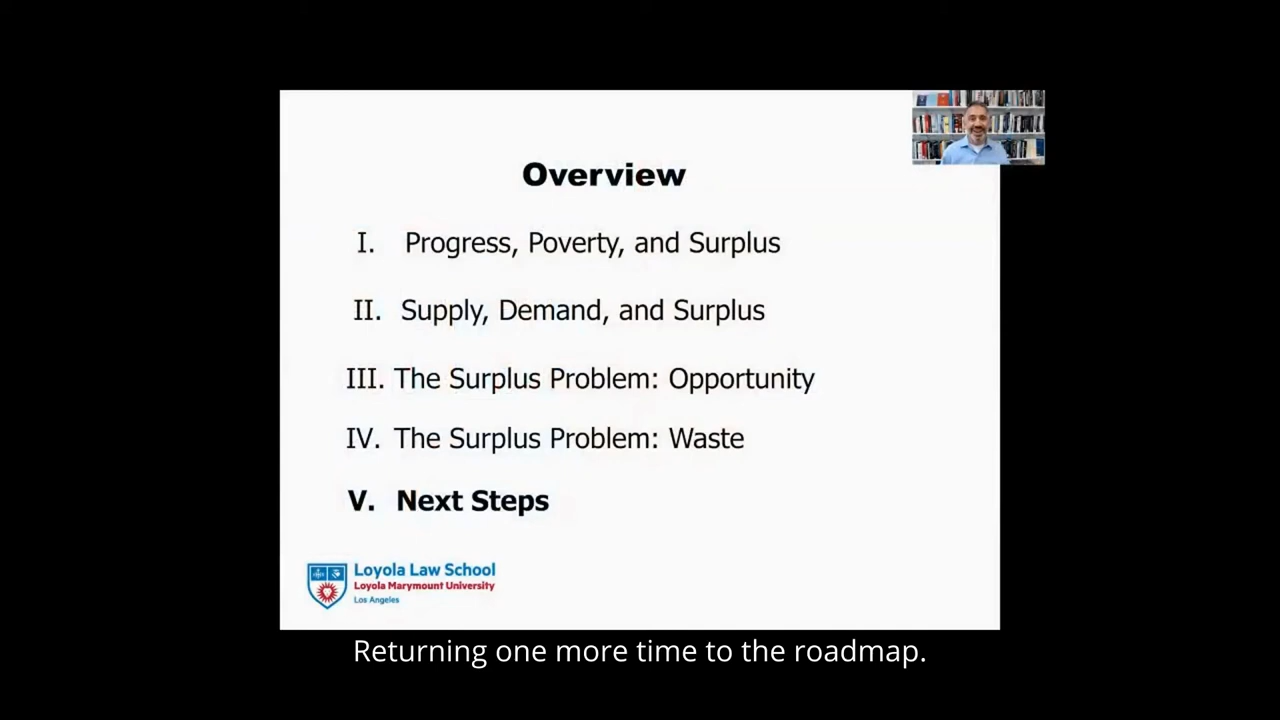 Overview
I. Progress, Poverty, and Surplus
II. Supply, Demand, and Surplus
III. The Surplus Problem: Opportunity
IV. The Surplus Problem: Waste
V. Next Steps
Loyola Law School
Loyola Marymount University
Los Angeles
Returning one more time to the roadmap.